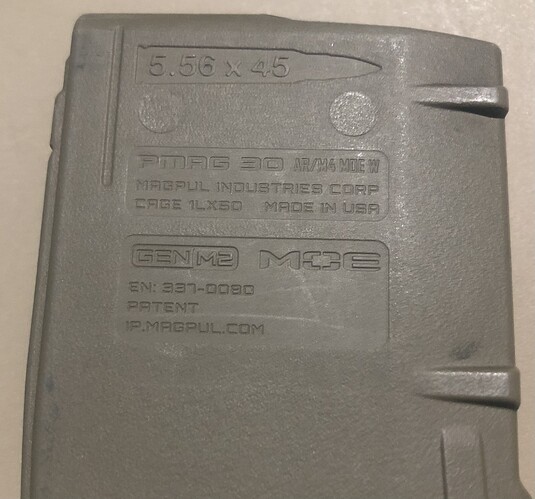 5.56 x 45
PMAG 30 AR/M4 MOE W
MAGPUL INDUSTRIES CORP
CAGE 1LX50 MADE IN USA
GEN M2 MOE
EN: 337-0080
PATENT
IP.MAGPUL.COM